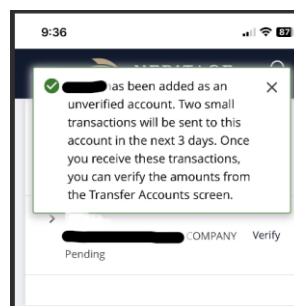 9:36
87
HERITAGE
has been added as an
unverified account. Two small
transactions will be sent to this
account in the next 3 days. Once
you receive these transactions,
you can verify the amounts from
the Transfer Accounts screen.
COMPANY Verify
Pending